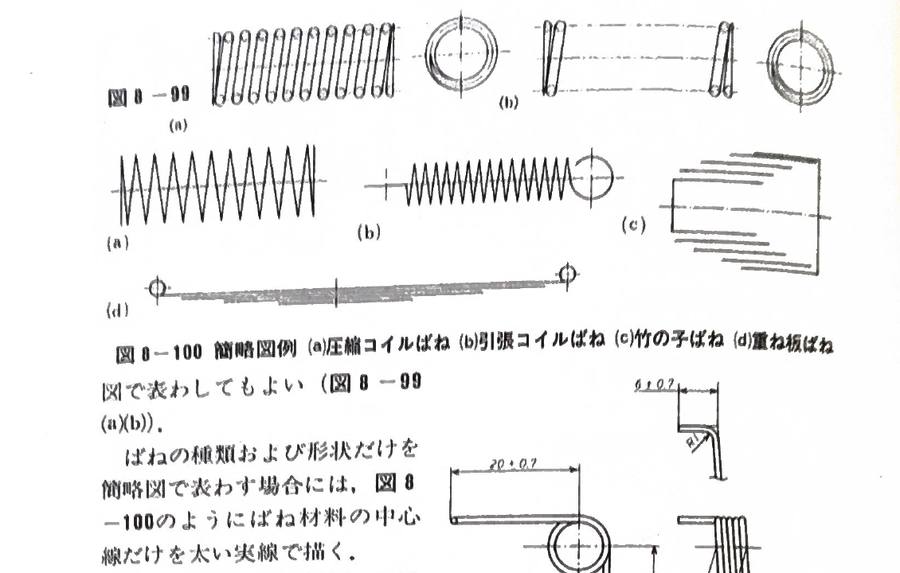 図8-99
(a)
(b)
(a)
(b)
(c)
(d)
図8-100 簡略図例 (a)圧縮コイルばね (b)引張コイルばね (c)竹の子ばね (d)重ね板ばね
図で表わしてもよい(図8-99
(a)(b)).
ばねの種類および形状だけを
簡略図で表わす場合には,図8
-100のようにばね材料の中心
線だけを太い実線で描く.
6±0.7
R1
20±0.7